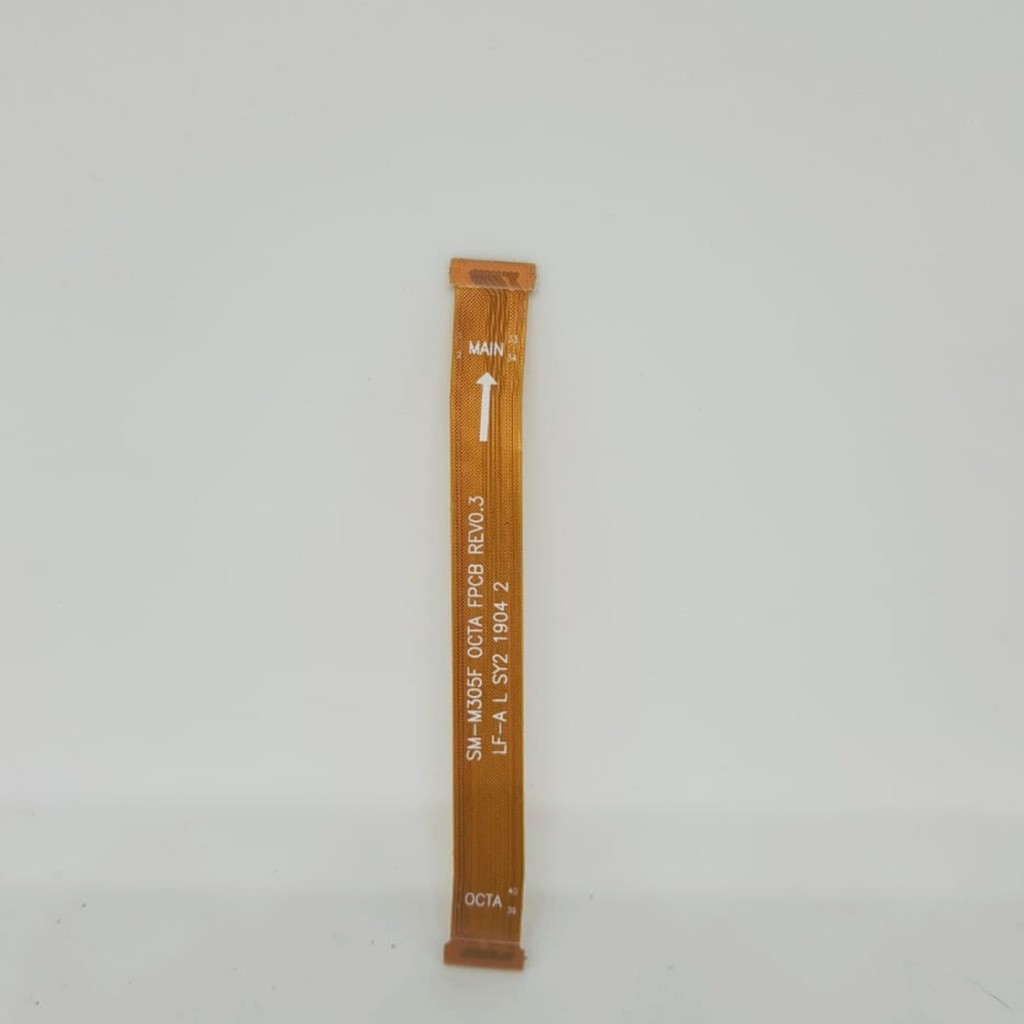 MAIN
2
33
34
SM-M305F OCTA FPCB REV0.3
LF-A L SY2 1904 2
OCTA
40
39